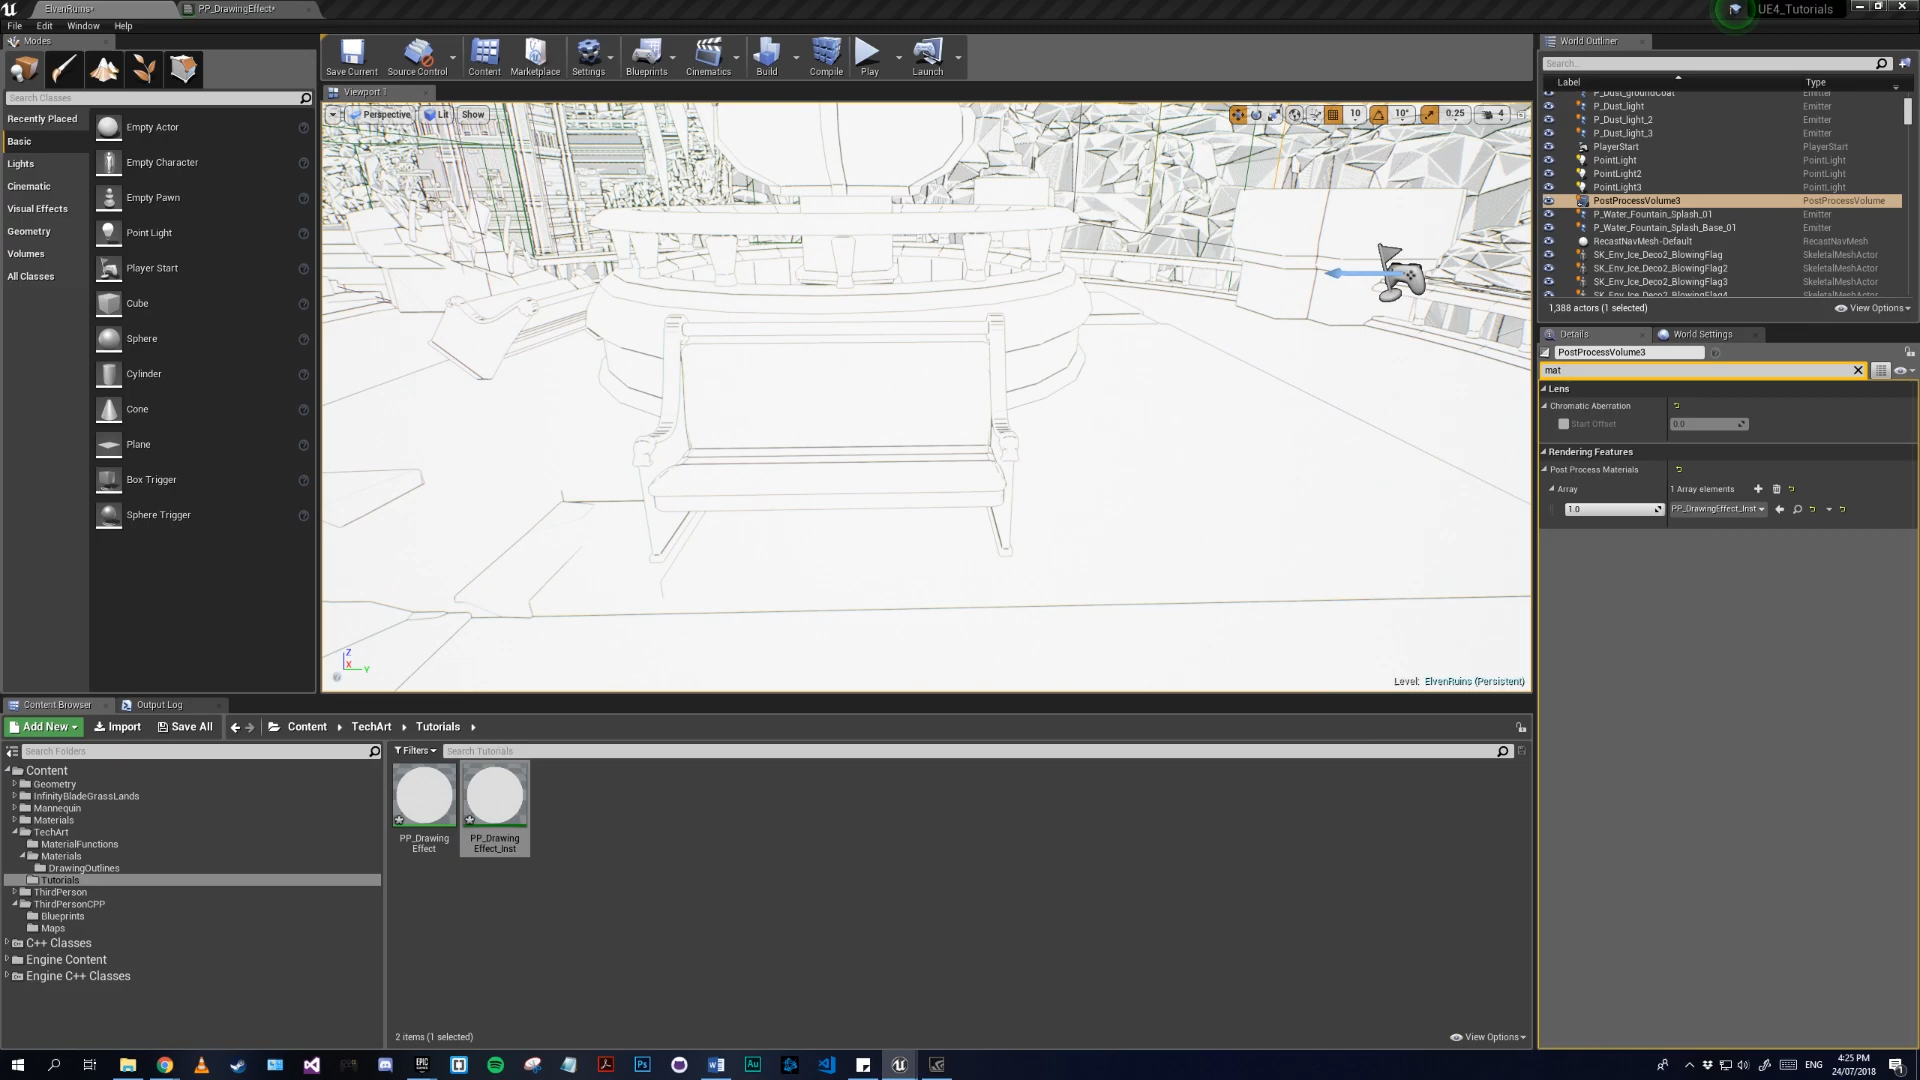 ElvenRuins*
PP_DrawingEffect*
UE4_Tutorials
File Edit Window Help
Modes
Search Classes
Recently Placed
Basic
Lights
Cinematic
Visual Effects
Geometry
Volumes
All Classes
Empty Actor
Empty Character
Empty Pawn
Point Light
Player Start
Cube
Sphere
Cylinder
Cone
Plane
Box Trigger
Sphere Trigger
Save Current Source Control Content Marketplace Settings Blueprints Cinematics Build Compile Play Launch
Viewport 1
Perspective Lit Show
10 10° 0.25 4
Z
X
Y
Level: ElvenRuins (Persistent)
World Outliner
Search...
Label Type
P_Dust_groundCoat Emitter
P_Dust_light Emitter
P_Dust_light_2 Emitter
P_Dust_light_3 Emitter
PlayerStart PlayerStart
PointLight PointLight
PointLight2 PointLight
PointLight3 PointLight
PostProcessVolume3 PostProcessVolume
P_Water_Fountain_Splash_01 Emitter
P_Water_Fountain_Splash_Base_01 Emitter
RecastNavMesh-Default RecastNavMesh
SK_Env_Ice_Deco2_BlowingFlag SkeletalMeshActor
SK_Env_Ice_Deco2_BlowingFlag2 SkeletalMeshActor
SK_Env_Ice_Deco2_BlowingFlag3 SkeletalMeshActor
SK_Env_Ice_Deco2_BlowingFlag4 SkeletalMeshActor
1,388 actors (1 selected) View Options
Details World Settings
PostProcessVolume3
mat
Lens
Chromatic Aberration
Start Offset 0.0
Rendering Features
Post Process Materials
Array 1 Array elements
1.0 PP_DrawingEffect_Inst
Content Browser Output Log
Add New Import Save All Content TechArt Tutorials
Search Folders
Filters Search Tutorials
Content
Geometry
InfinityBladeGrassLands
Mannequin
Materials
TechArt
MaterialFunctions
Materials
DrawingOutlines
Tutorials
ThirdPerson
ThirdPersonCPP
Blueprints
Maps
C++ Classes
Engine Content
Engine C++ Classes
PP_Drawing
Effect
PP_Drawing
Effect_Inst
2 items (1 selected) View Options
ENG
4:25 PM
24/07/2018